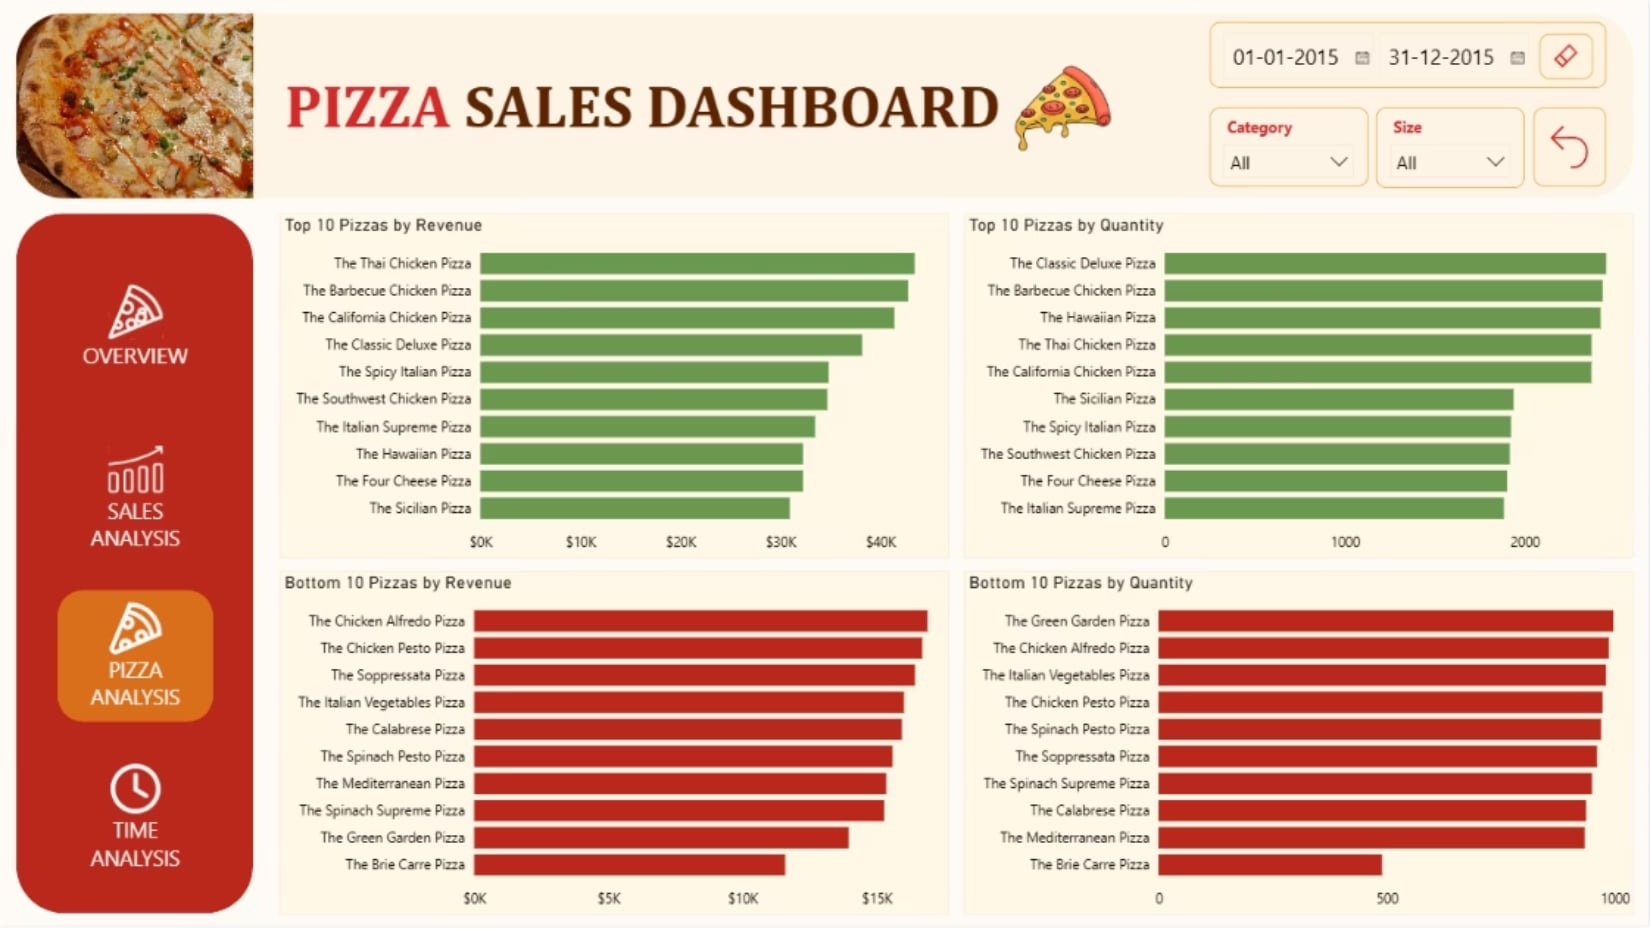 PIZZA SALES DASHBOARD
01-01-2015 31-12-2015
Category
All
Size
All
OVERVIEW
SALES
ANALYSIS
PIZZA
ANALYSIS
TIME
ANALYSIS
Top 10 Pizzas by Revenue
The Thai Chicken Pizza
The Barbecue Chicken Pizza
The California Chicken Pizza
The Classic Deluxe Pizza
The Spicy Italian Pizza
The Southwest Chicken Pizza
The Italian Supreme Pizza
The Hawaiian Pizza
The Four Cheese Pizza
The Sicilian Pizza
$0K $10K $20K $30K $40K
Top 10 Pizzas by Quantity
The Classic Deluxe Pizza
The Barbecue Chicken Pizza
The Hawaiian Pizza
The Thai Chicken Pizza
The California Chicken Pizza
The Sicilian Pizza
The Spicy Italian Pizza
The Southwest Chicken Pizza
The Four Cheese Pizza
The Italian Supreme Pizza
0 1000 2000
Bottom 10 Pizzas by Revenue
The Chicken Alfredo Pizza
The Chicken Pesto Pizza
The Soppressata Pizza
The Italian Vegetables Pizza
The Calabrese Pizza
The Spinach Pesto Pizza
The Mediterranean Pizza
The Spinach Supreme Pizza
The Green Garden Pizza
The Brie Carre Pizza
$0K $5K $10K $15K
Bottom 10 Pizzas by Quantity
The Green Garden Pizza
The Chicken Alfredo Pizza
The Italian Vegetables Pizza
The Chicken Pesto Pizza
The Spinach Pesto Pizza
The Soppressata Pizza
The Spinach Supreme Pizza
The Calabrese Pizza
The Mediterranean Pizza
The Brie Carre Pizza
0 500 1000